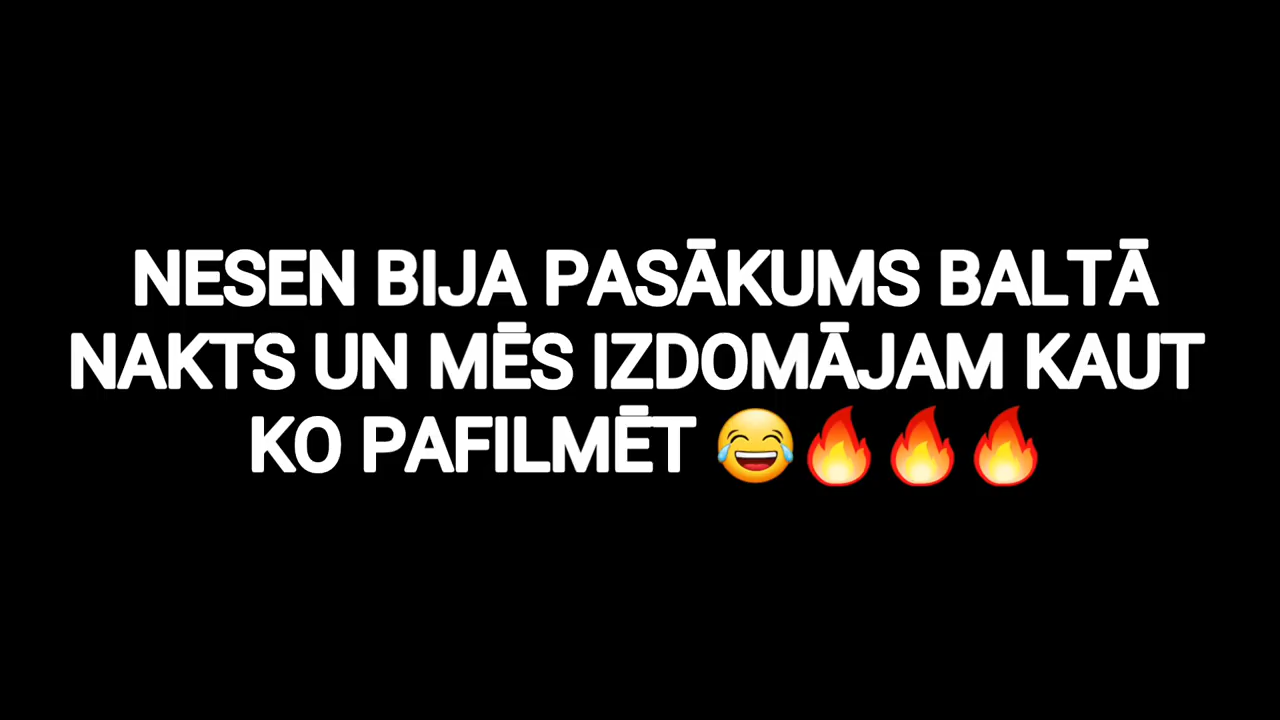 NESEN BIJA PASĀKUMS BALTĀ
NAKTS UN MĒS IZDOMĀJAM KAUT
KO PAFILMĒT 😂🔥🔥🔥